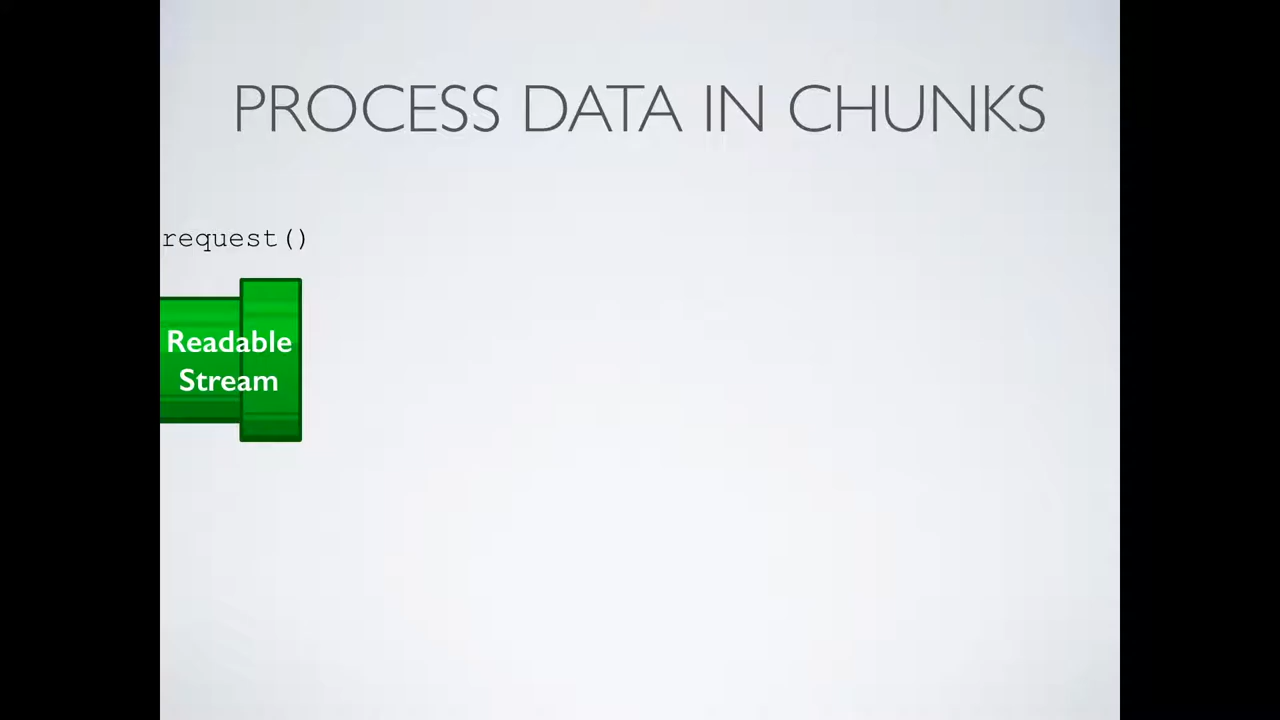 PROCESS DATA IN CHUNKS
request()
Readable
Stream